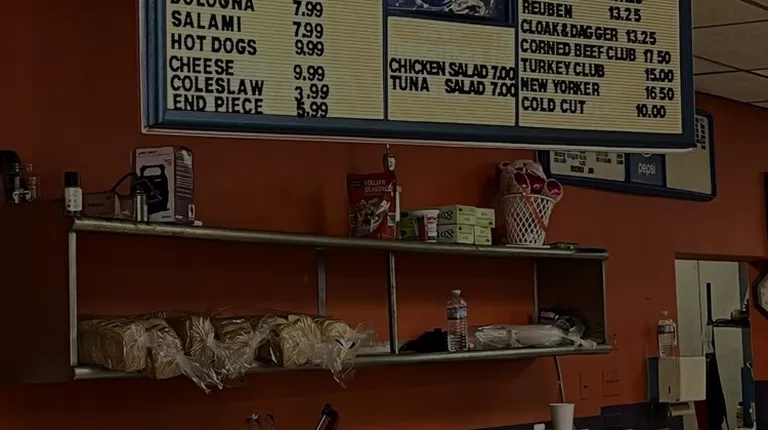 BOLOGNA 7.99
SALAMI 7.99
HOT DOGS 9.99
CHEESE 9.99
COLESLAW 3.99
END PIECE 5.99
CHICKEN SALAD 7.00
TUNA SALAD 7.00
REUBEN 13.25
CLOAK & DAGGER 13.25
CORNED BEEF CLUB 17.50
TURKEY CLUB 15.00
NEW YORKER 16.50
COLD CUT 10.00
pepsi
ITALIAN
SEASONED